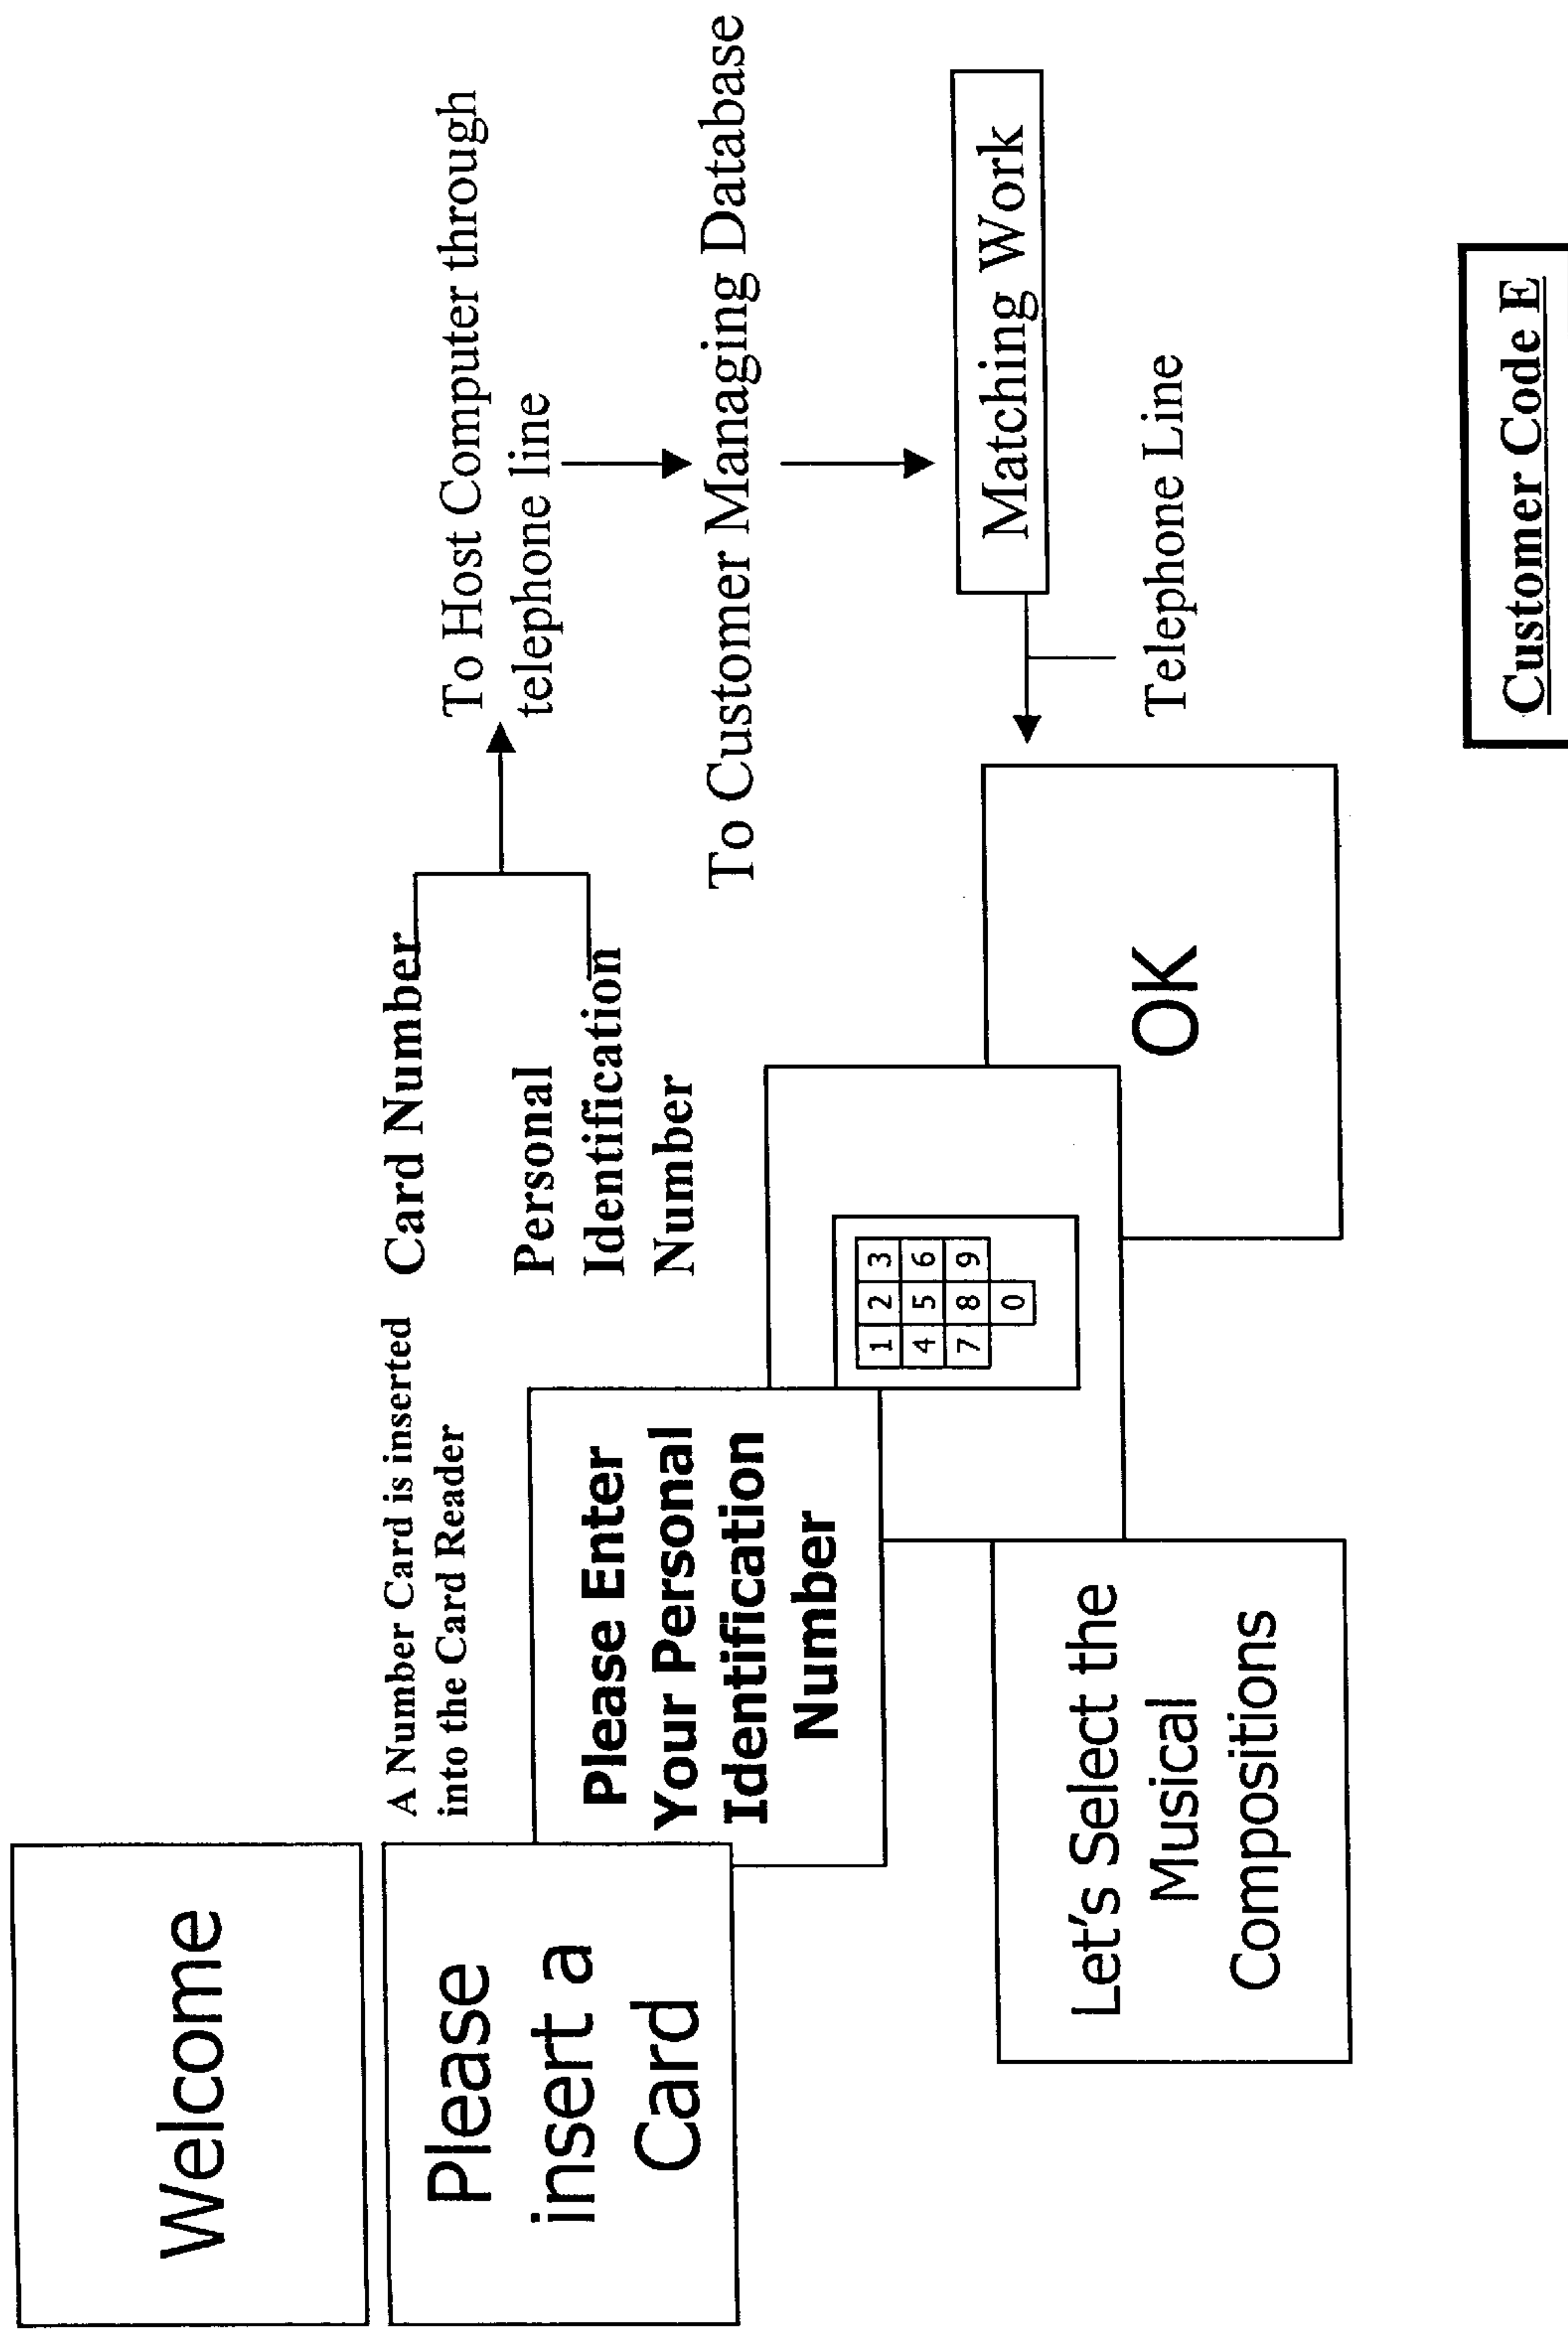 Welcome
Please
insert a
Card
A Number Card is inserted
into the Card Reader
Card Number
Personal
Identification
Number
To Host Computer through
telephone line
To Customer Managing Database
Matching Work
Telephone Line
Please Enter
Your Personal
Identification
Number
1 2 3
4 5 6
7 8 9
0
OK
Let's Select the
Musical
Compositions
Customer Code E